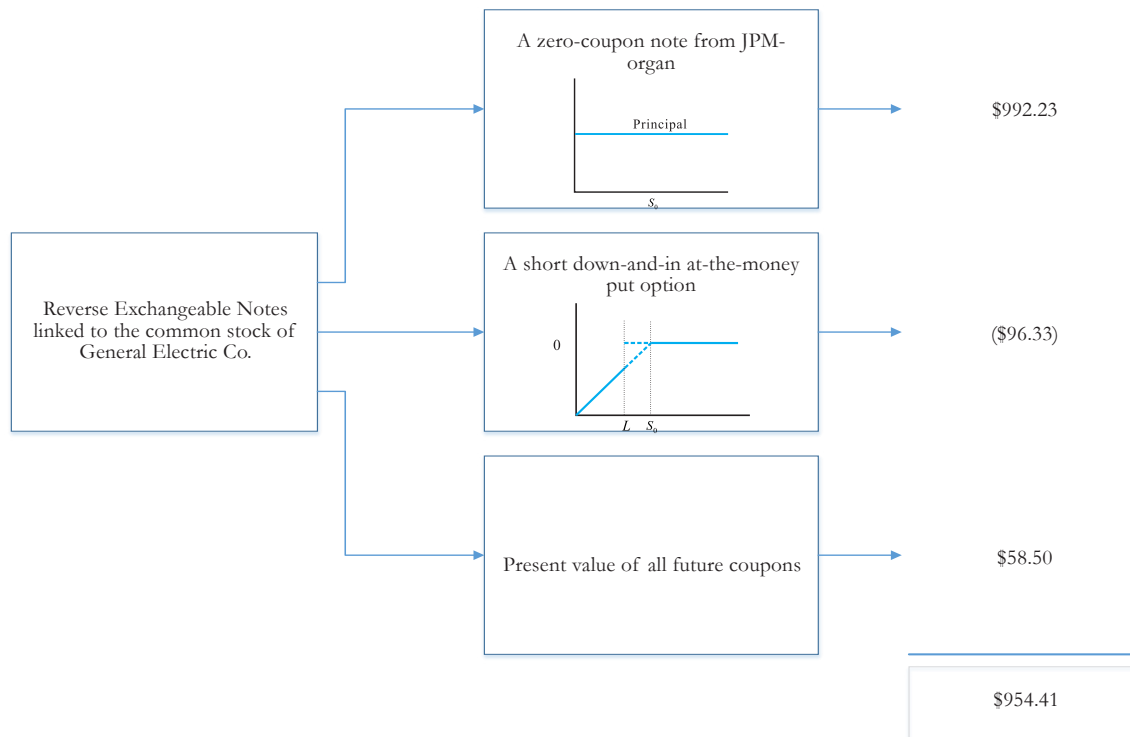 A zero-coupon note from JPM-
organ
Principal
S₀
$992.23
Reverse Exchangeable Notes
linked to the common stock of
General Electric Co.
A short down-and-in at-the-money
put option
0
L S₀
($96.33)
Present value of all future coupons
$58.50
$954.41